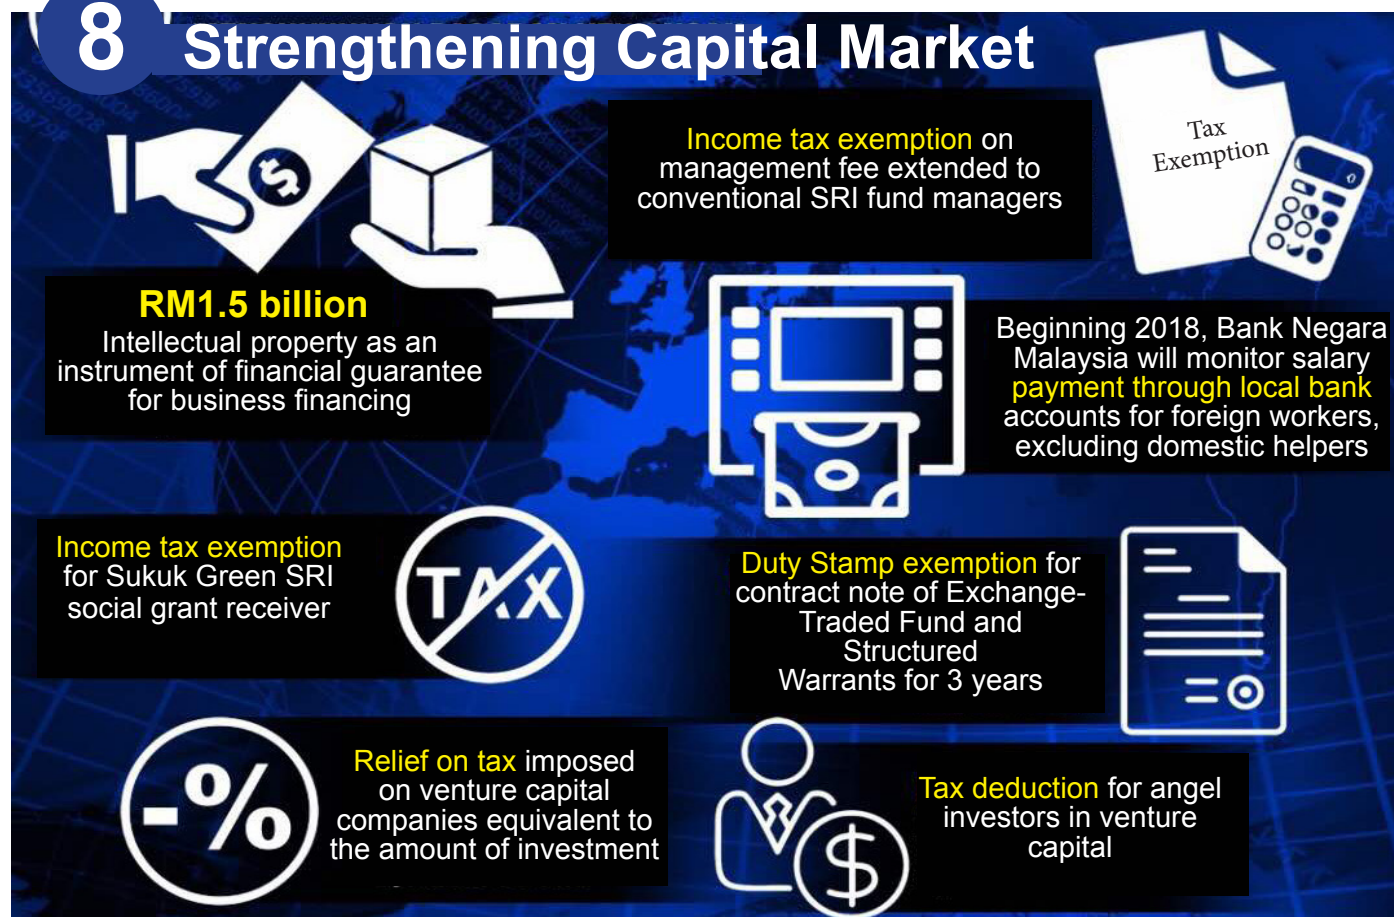 8 Strengthening Capital Market
Income tax exemption on
management fee extended to
conventional SRI fund managers
Tax
Exemption
$
RM1.5 billion
Intellectual property as an
instrument of financial guarantee
for business financing
Beginning 2018, Bank Negara
Malaysia will monitor salary
payment through local bank
accounts for foreign workers,
excluding domestic helpers
Income tax exemption
for Sukuk Green SRI
social grant receiver
TAX
Duty Stamp exemption for
contract note of Exchange-
Traded Fund and
Structured
Warrants for 3 years
-%
Relief on tax imposed
on venture capital
companies equivalent to
the amount of investment
$
Tax deduction for angel
investors in venture
capital